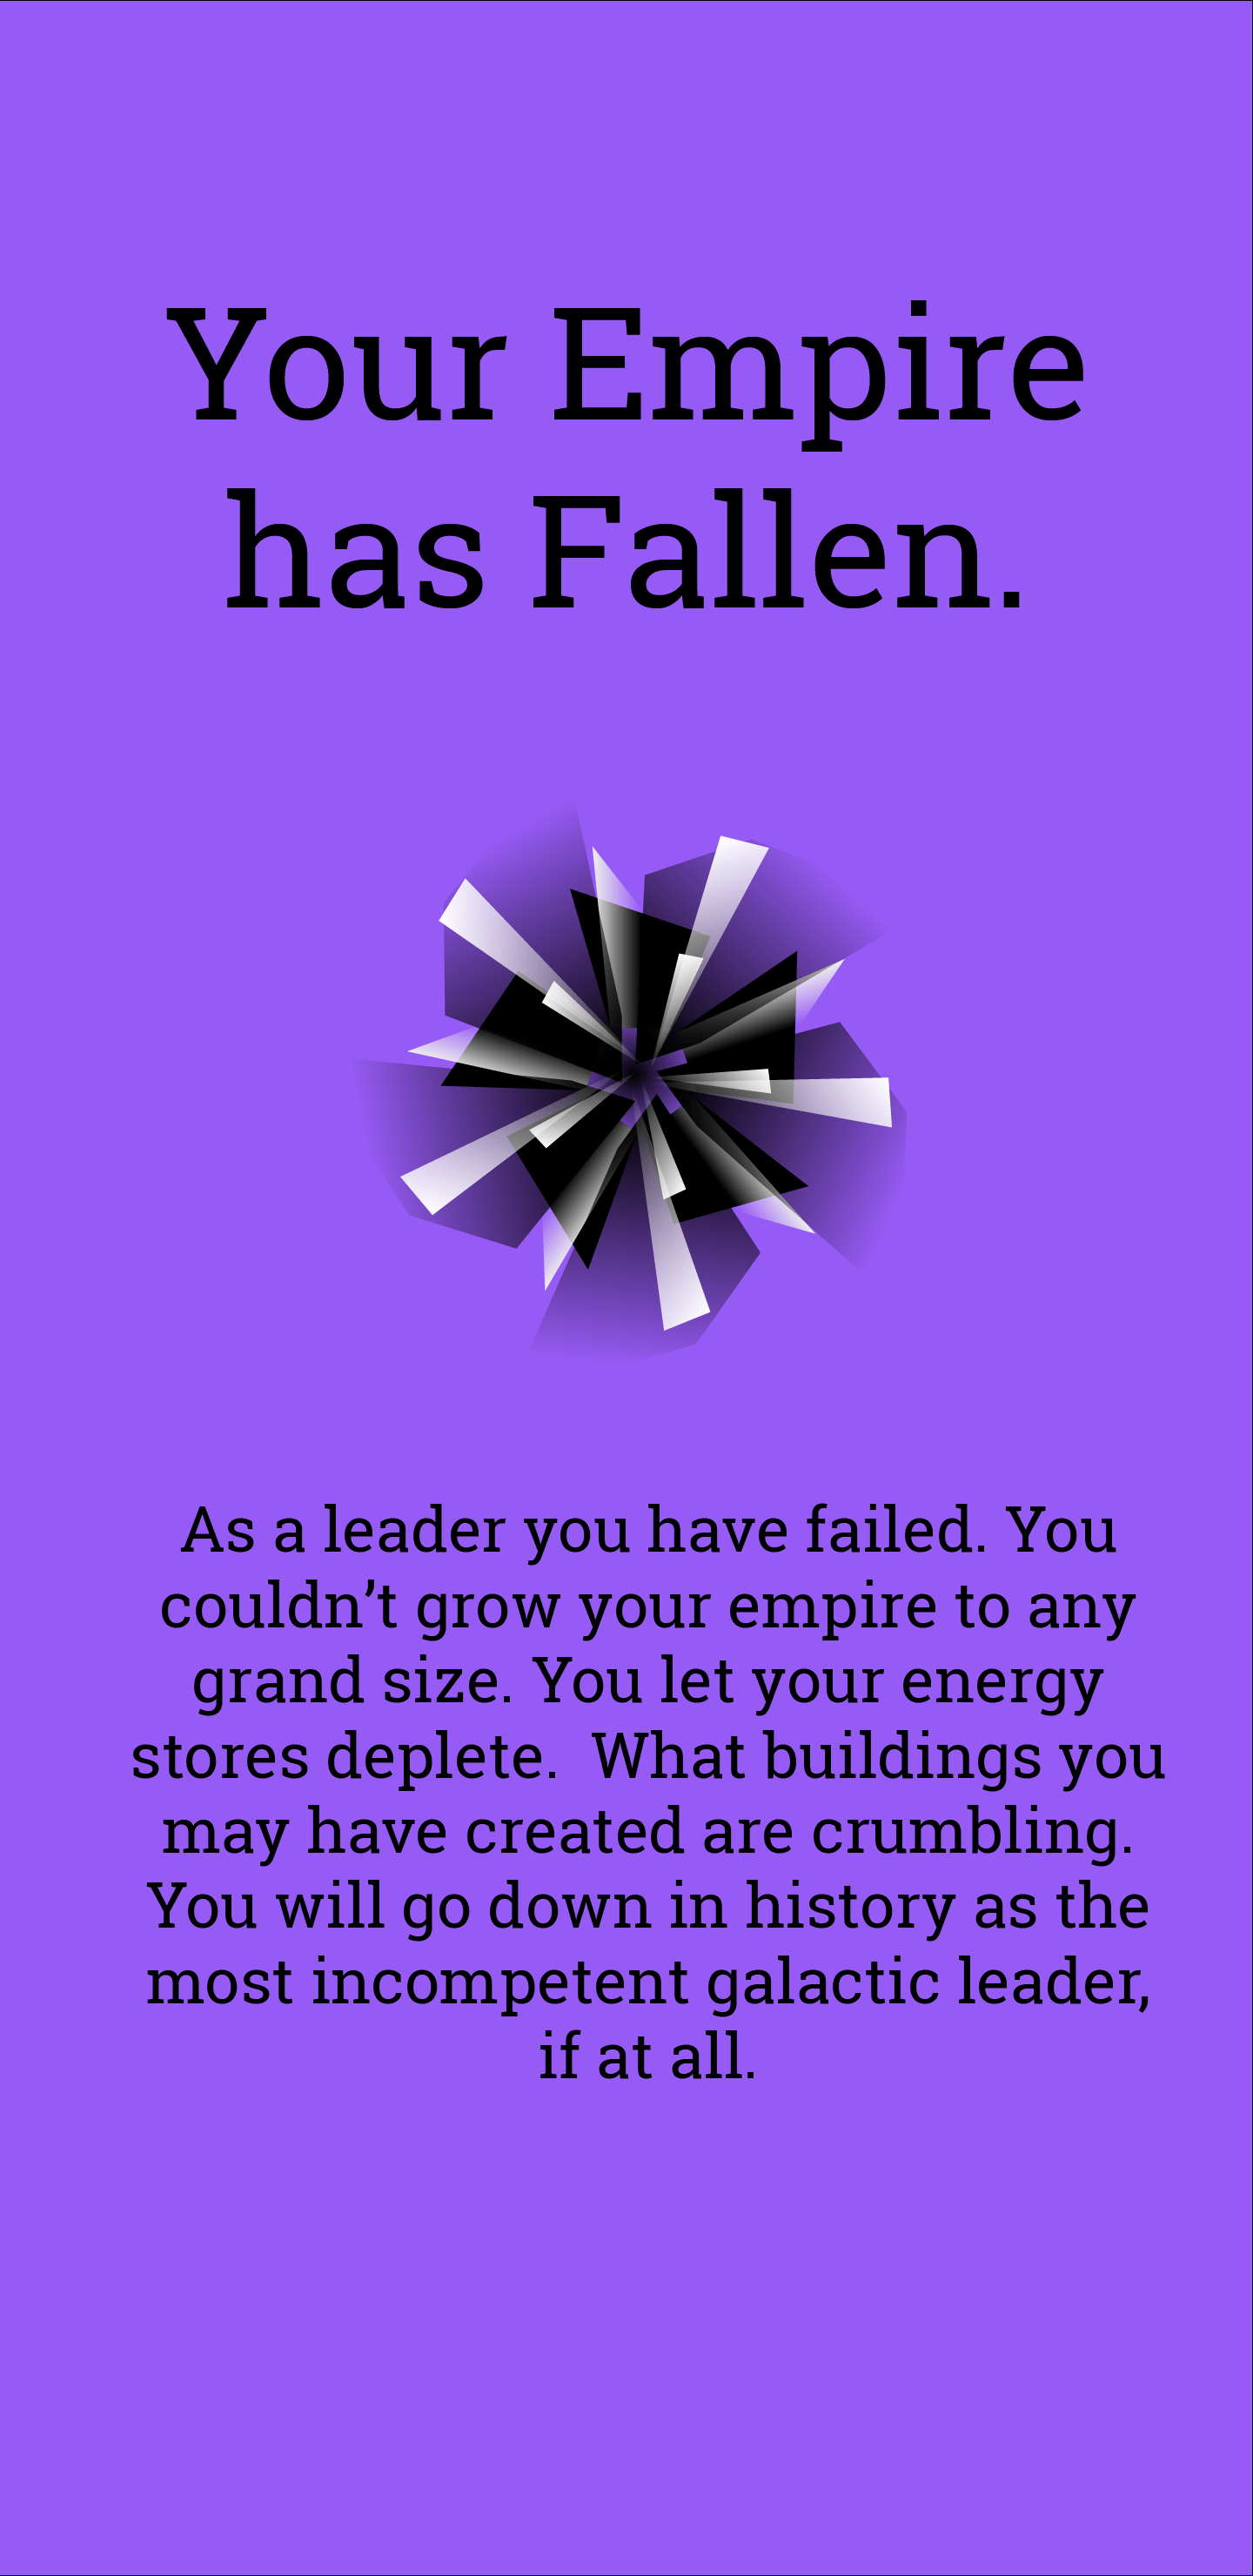 Your Empire
has Fallen.
As a leader you have failed. You
couldn’t grow your empire to any
grand size. You let your energy
stores deplete.  What buildings you
may have created are crumbling.
You will go down in history as the
most incompetent galactic leader,
if at all.